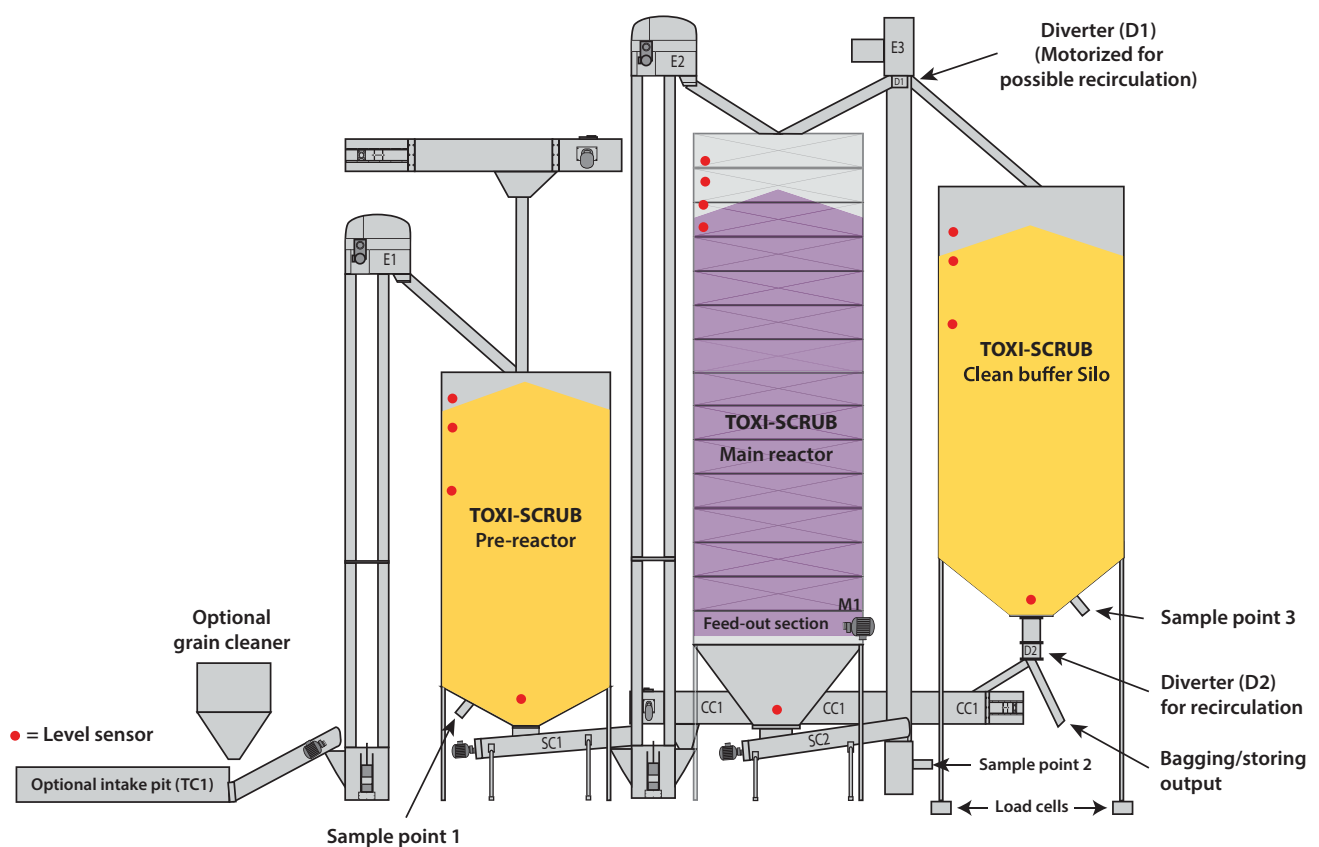 Diverter (D1)
(Motorized for
possible recirculation)
E3
D1
E2
E1
TOXI-SCRUB
Clean buffer Silo
TOXI-SCRUB
Main reactor
TOXI-SCRUB
Pre-reactor
M1
Feed-out section
Optional
grain cleaner
Sample point 3
D2
Diverter (D2)
for recirculation
CC1
CC1
CC1
SC1
SC2
= Level sensor
Optional intake pit (TC1)
Sample point 2
Bagging/storing
output
Load cells
Sample point 1